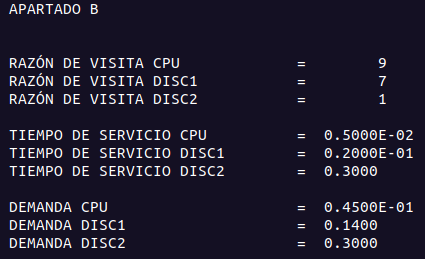 APARTADO B
RAZÓN DE VISITA CPU = 9
RAZÓN DE VISITA DISC1 = 7
RAZÓN DE VISITA DISC2 = 1
TIEMPO DE SERVICIO CPU = 0.5000E-02
TIEMPO DE SERVICIO DISC1 = 0.2000E-01
TIEMPO DE SERVICIO DISC2 = 0.3000
DEMANDA CPU = 0.4500E-01
DEMANDA DISC1 = 0.1400
DEMANDA DISC2 = 0.3000